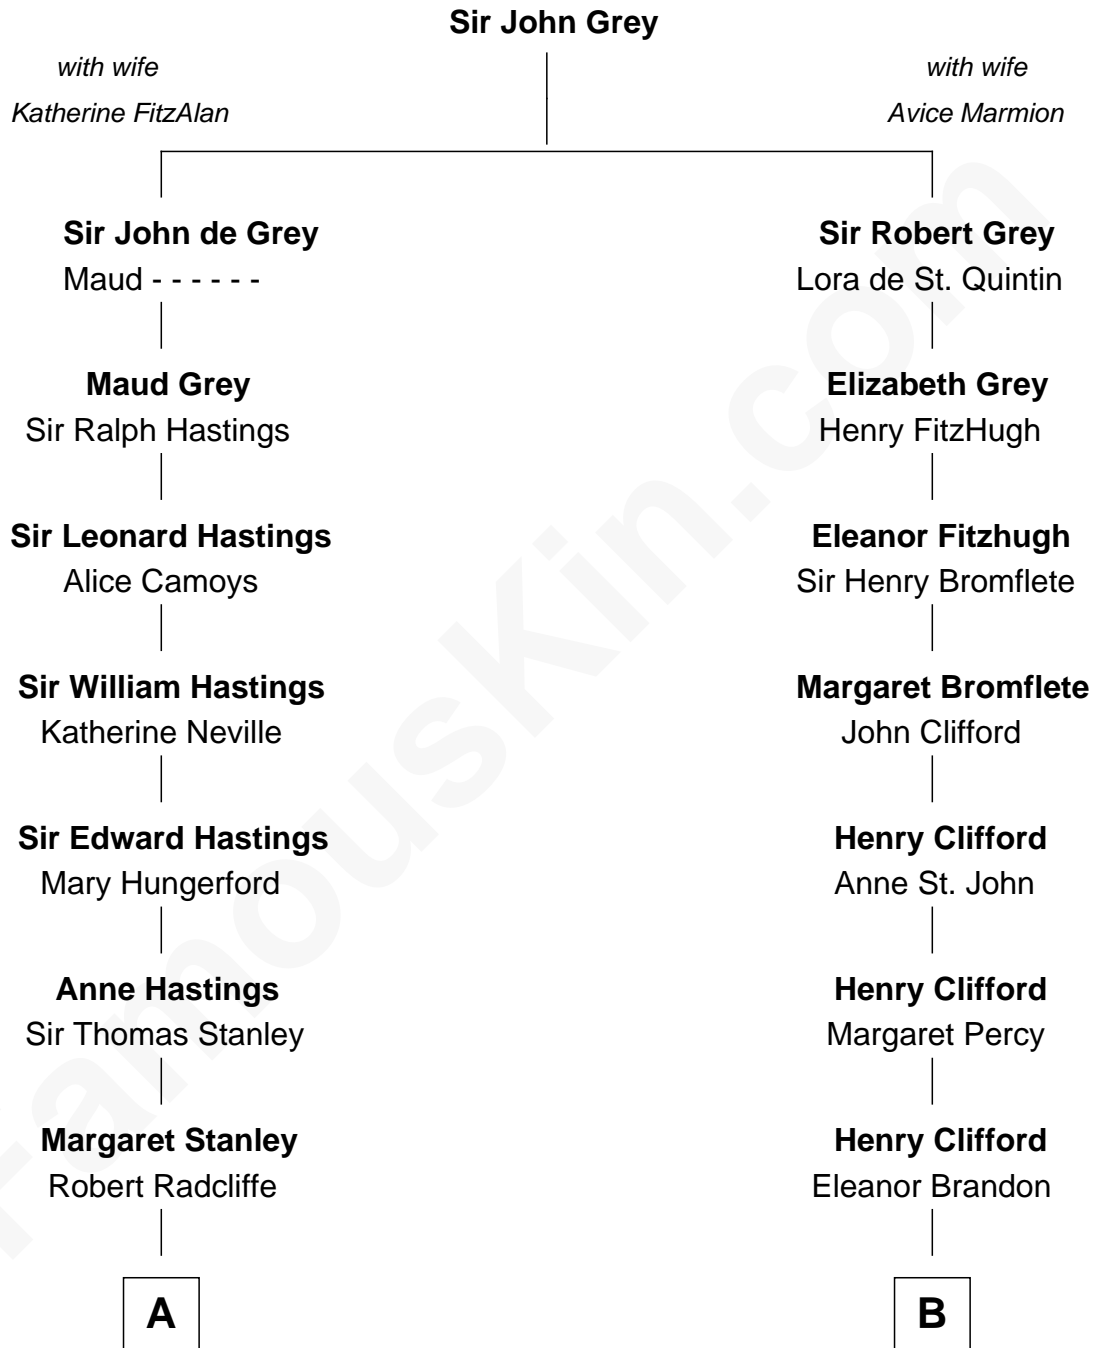 Sir John Grey
with wife
Katherine FitzAlan
with wife
Avice Marmion
Sir John de Grey
Maud - - - - - -
Sir Robert Grey
Lora de St. Quintin
Maud Grey
Sir Ralph Hastings
Elizabeth Grey
Henry FitzHugh
Sir Leonard Hastings
Alice Camoys
Eleanor Fitzhugh
Sir Henry Bromflete
Sir William Hastings
Katherine Neville
Margaret Bromflete
John Clifford
Sir Edward Hastings
Mary Hungerford
Henry Clifford
Anne St. John
Anne Hastings
Sir Thomas Stanley
Henry Clifford
Margaret Percy
Margaret Stanley
Robert Radcliffe
Henry Clifford
Eleanor Brandon
A
B
FamousKin.com